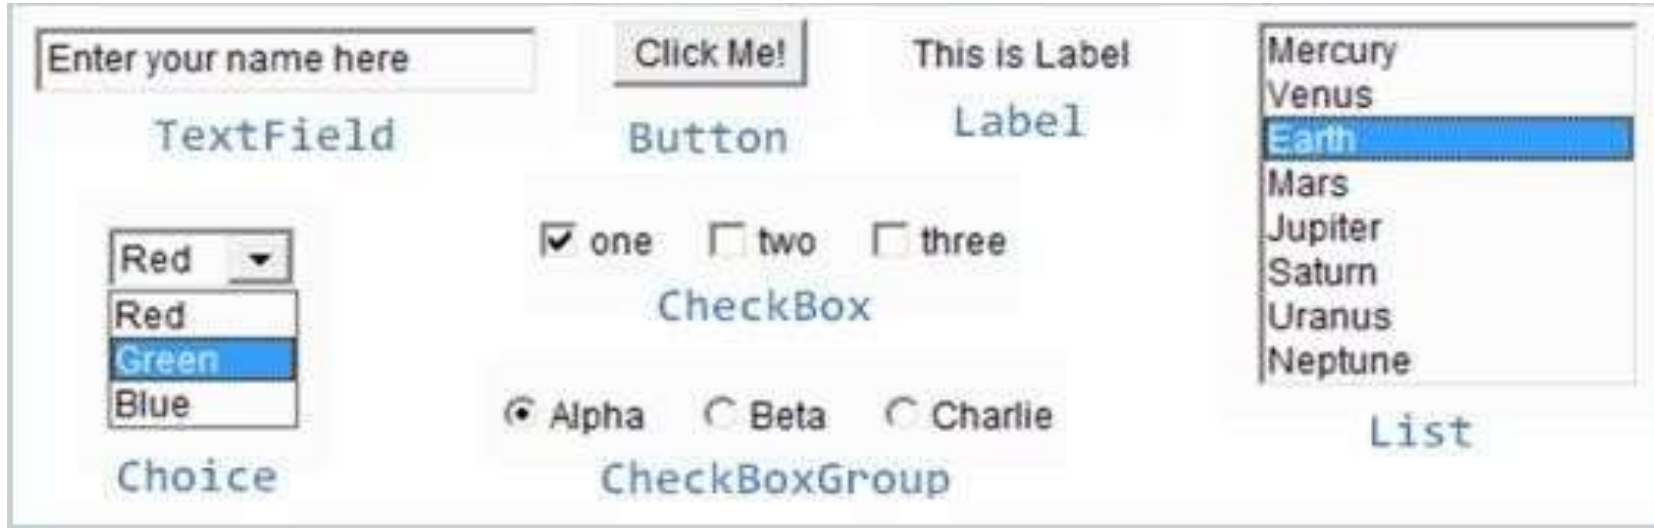 Enter your name here
TextField
Click Me!
Button
This is Label
Label
Mercury
Venus
Earth
Mars
Jupiter
Saturn
Uranus
Neptune
List
Red
Red
Green
Blue
Choice
one two three
CheckBox
Alpha Beta Charlie
CheckBoxGroup